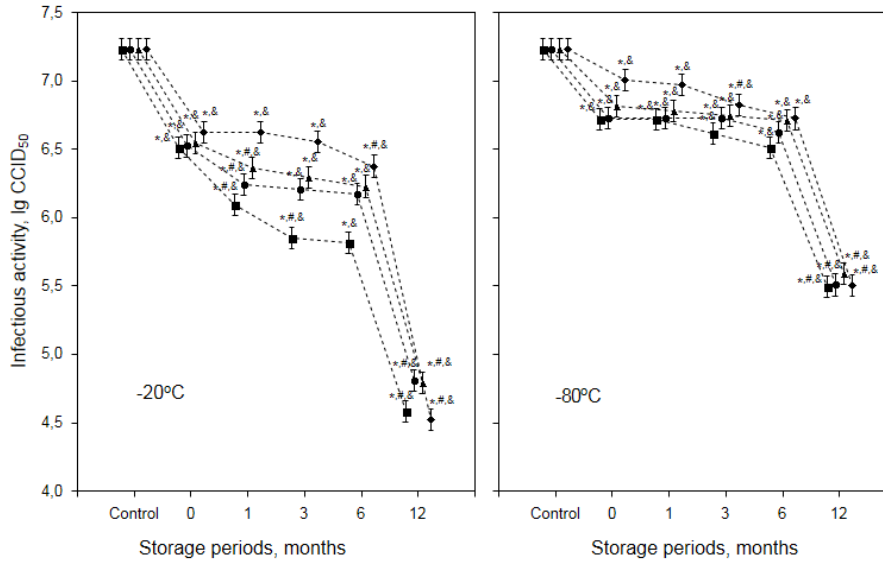 Infectious activity, lg CCID50
7,5
7,0
6,5
6,0
5,5
5,0
4,5
4,0
*,& *,& *,& *,&
*,#,& *,#,& *,& *,&
*,#,& *,& *,& *,&
*,#,& *,& *,& *,&
*,#,& *,#,& *,#,& *,#,&
-20ºC
Control 0 1 3 6 12
Storage periods, months
*,& *,& *,& *,&
*,& *,& *,& *,&
*,#,& *,& *,& *,&
*,& *,& *,& *,&
*,#,& *,#,& *,#,& *,#,&
-80ºC
Control 0 1 3 6 12
Storage periods, months